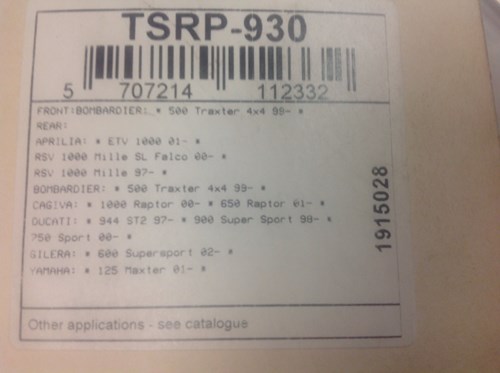 TSRP-930
5 707214 112332
FRONT:BOMBARDIER: * 500 Traxter 4x4 99- *
REAR:
APRILIA: * ETV 1000 01- *
RSV 1000 Mille SL Falco 00- *
RSV 1000 Mille 97- *
BOMBARDIER: * 500 Traxter 4x4 99- *
CAGIVA: * 1000 Raptor 00- * 650 Raptor 01- *
DUCATI: * 944 ST2 97- * 900 Super Sport 98- *
750 Sport 00- *
GILERA: * 600 Supersport 02- *
YAMAHA: * 125 Maxter 01- *
1915028
Other applications - see catalogue